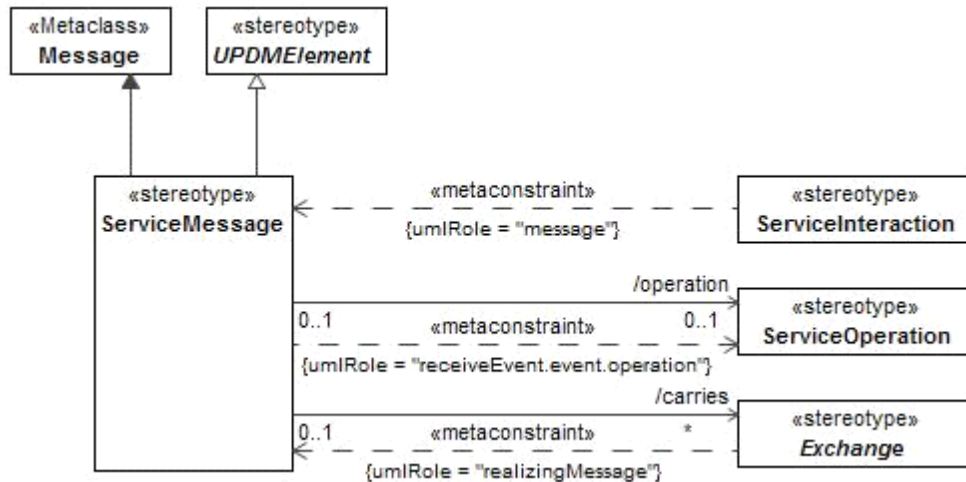 «Metaclass»
Message
«stereotype»
UPDMElement
«stereotype»
ServiceMessage
«metaconstraint»
{umlRole = "message"}
«stereotype»
ServiceInteraction
/operation
0..1
«metaconstraint»
0..1
{umlRole = "receiveEvent.event.operation"}
«stereotype»
ServiceOperation
/carries
0..1
«metaconstraint»
*
{umlRole = "realizingMessage"}
«stereotype»
Exchange